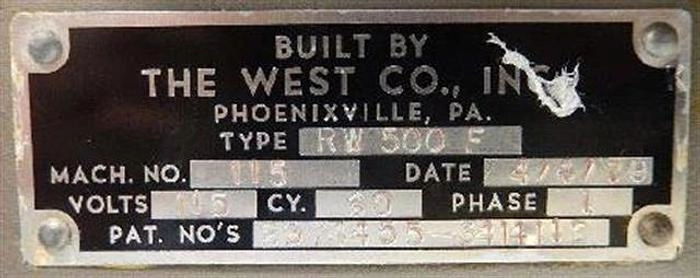 BUILT BY
THE WEST CO., INC.
PHOENIXVILLE, PA.
TYPE RW 500 F
MACH. NO. 115 DATE 4/6/79
VOLTS 115 CY. 60 PHASE 1
PAT. NO'S